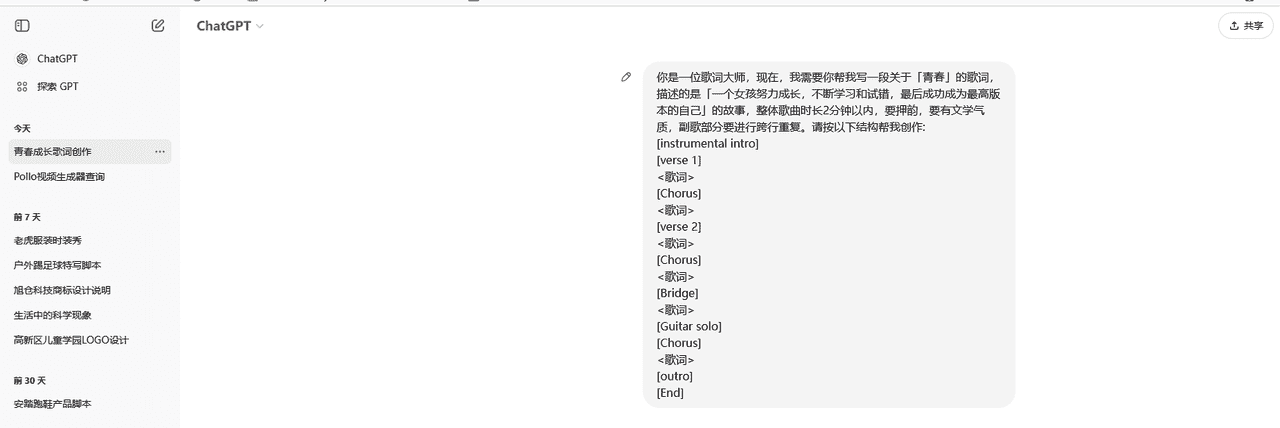 ChatGPT
共享
ChatGPT
探索 GPT
今天
青春成长歌词创作
Pollo视频生成器查询
前 7 天
老虎服装时装秀
户外踢足球特写脚本
旭仓科技商标设计说明
生活中的科学现象
高新区儿童学园LOGO设计
前 30 天
安踏跑鞋产品脚本
你是一位歌词大师，现在，我需要你帮我写一段关于「青春」的歌词，
描述的是「一个女孩努力成长，不断学习和试错，最后成功成为最高版
本的自己」的故事，整体歌曲时长2分钟以内，要押韵，要有文学气
质，副歌部分要进行跨行重复。请按以下结构帮我创作:
[instrumental intro]
[verse 1]
<歌词>
[Chorus]
<歌词>
[verse 2]
<歌词>
[Chorus]
<歌词>
[Bridge]
<歌词>
[Guitar solo]
[Chorus]
<歌词>
[outro]
[End]